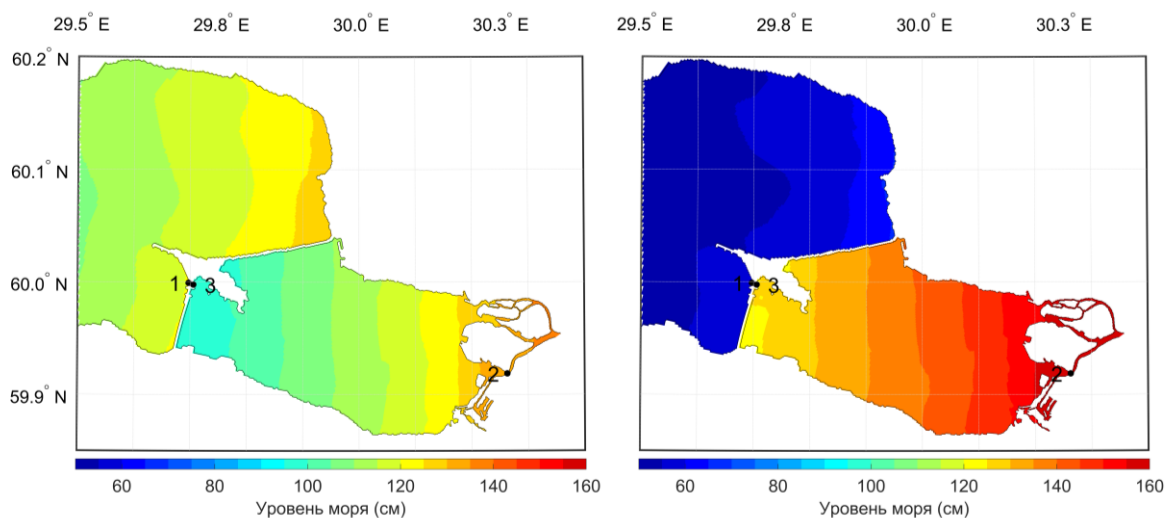 29.5° E 29.8° E 30.0° E 30.3° E 29.5° E 29.8° E 30.0° E 30.3° E
60.2° N
60.1° N
60.0° N
59.9° N
1 3
2
1 3
2
60 80 100 120 140 160
Уровень моря (см)
60 80 100 120 140 160
Уровень моря (см)